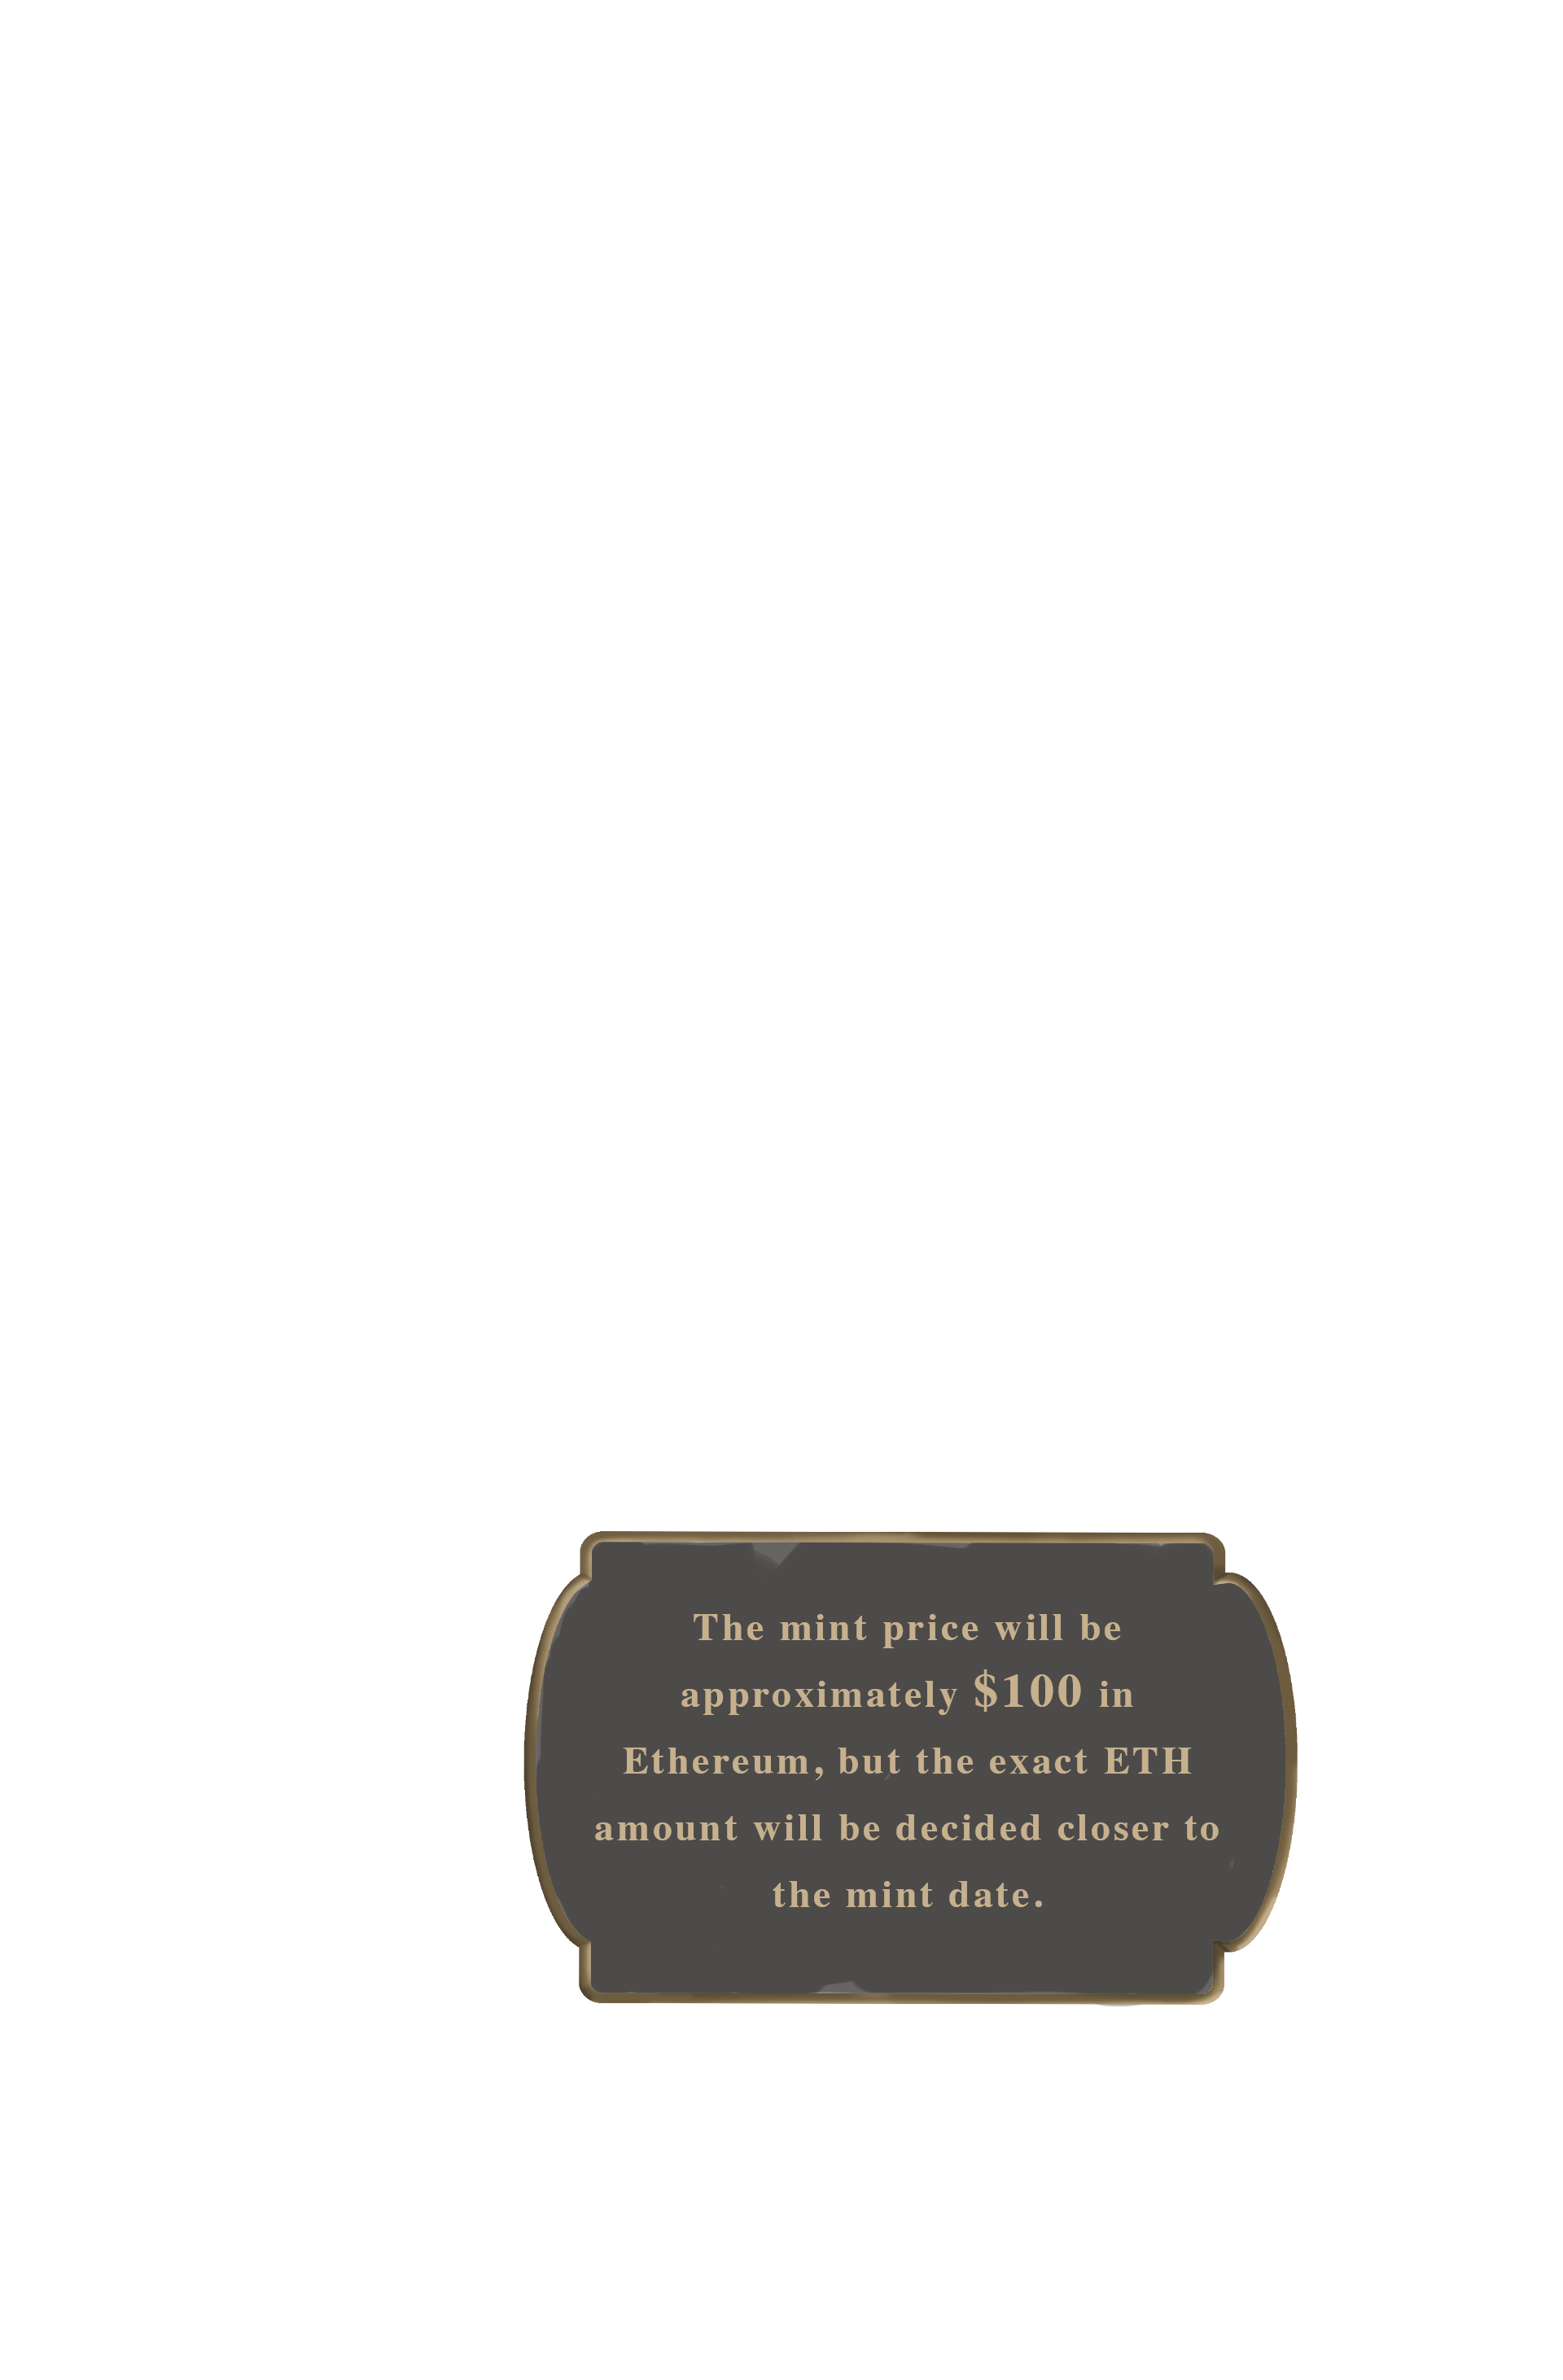 The mint price will be
approximately $100 in
Ethereum, but the exact ETH
amount will be decided closer to
the mint date.